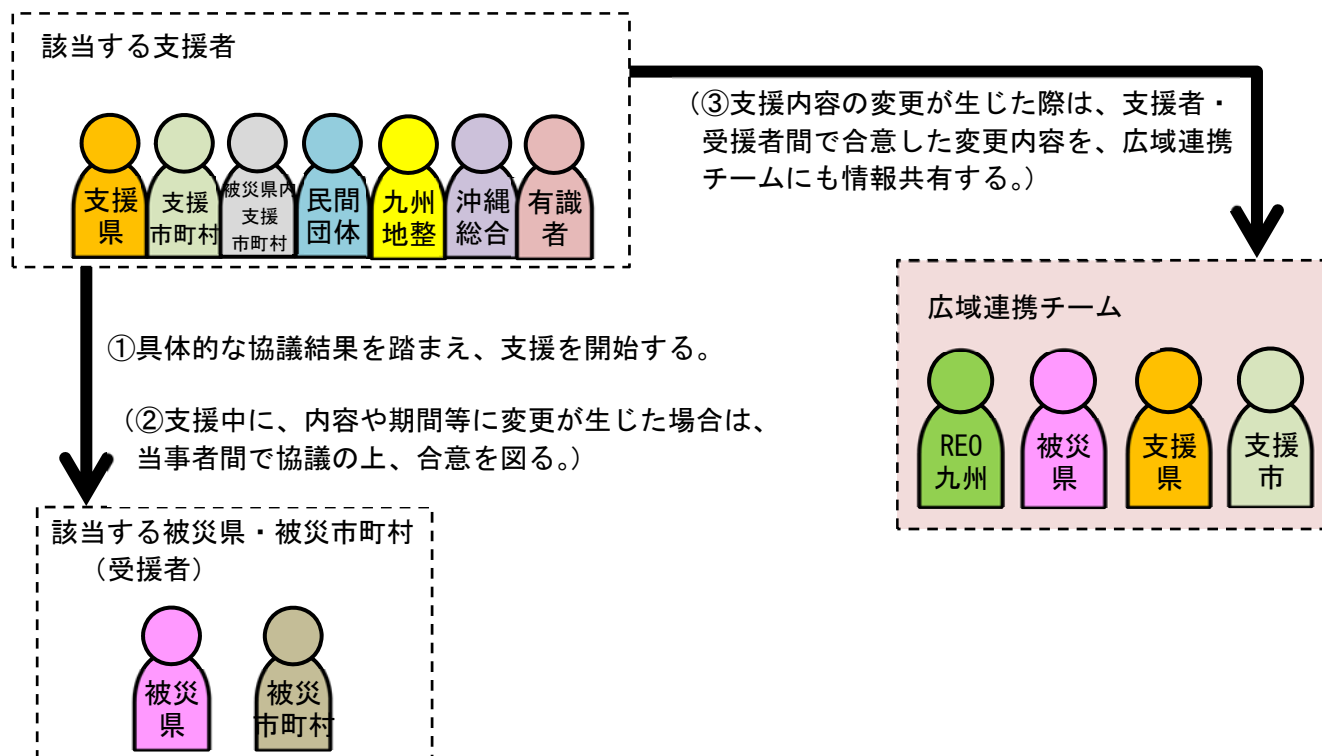 該当する支援者
支援
県
支援
市町村
被災県内
支援
市町村
民間
団体
九州
地整
沖縄
総合
有識
者
(③支援内容の変更が生じた際は、支援者・
受援者間で合意した変更内容を、広域連携
チームにも情報共有する。)
①具体的な協議結果を踏まえ、支援を開始する。
(②支援中に、内容や期間等に変更が生じた場合は、
当事者間で協議の上、合意を図る。)
広域連携チーム
REO
九州
被災
県
支援
県
支援
市
該当する被災県・被災市町村
(受援者)
被災
県
被災
市町村